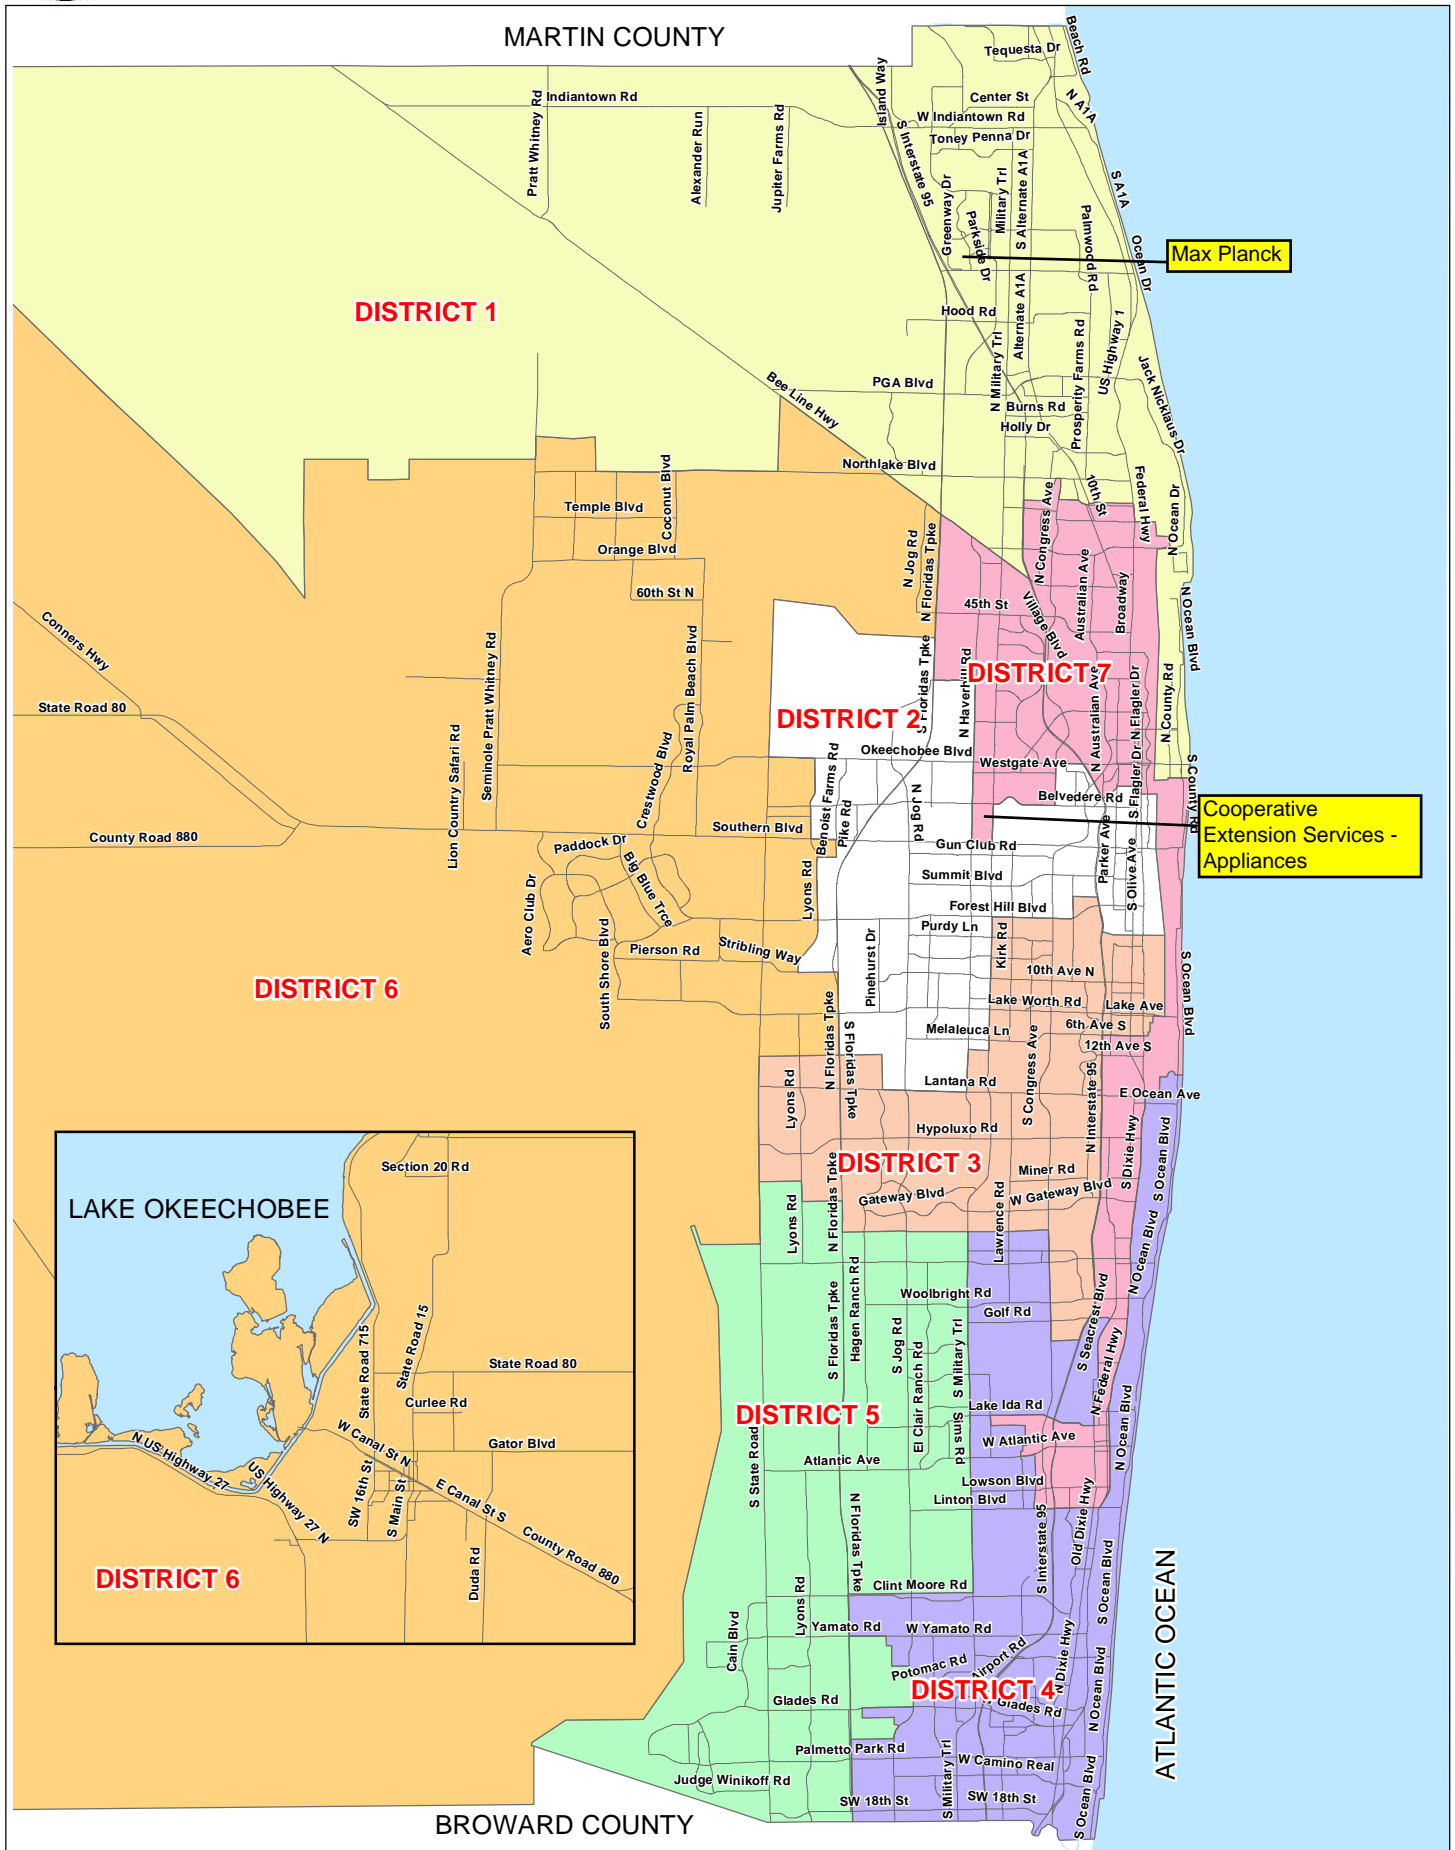 MARTIN COUNTY
Beach Rd
Tequesta Dr
Island Way
Pratt Whitney Rd
Indiantown Rd
Center St
N A1A
W Indiantown Rd
Alexander Run
Jupiter Farms Rd
S Interstate 95
Toney Penna Dr
Military Trl
S Alternate A1A
S A1A
Greenway Dr
Parkside Dr
Palmwood Rd
Ocean Dr
Max Planck
DISTRICT 1
Hood Rd
Alternate A1A
N Military Trl
Prosperity Farms Rd
US Highway 1
Jack Nicklaus Dr
Bee Line Hwy
PGA Blvd
Burns Rd
Holly Dr
Northlake Blvd
Coconut Blvd
10th St
Federal Hwy
N Ocean Dr
Temple Blvd
N Congress Ave
Orange Blvd
N Jog Rd
N Floridas Tpke
60th St N
45th St
Village Blvd
Australian Ave
Broadway
N Ocean Blvd
Conners Hwy
Seminole Pratt Whitney Rd
Royal Palm Beach Blvd
S Floridas Tpke
N Haverhill Rd
DISTRICT 7
State Road 80
DISTRICT 2
N Australian Ave
N Flagler Dr
N County Rd
Lion Country Safari Rd
Crestwood Blvd
Okeechobee Blvd
Westgate Ave
S County Rd
Benoist Farms Rd
Pike Rd
N Jog Rd
Belvedere Rd
S Flagler Dr
Cooperative
Extension Services -
Appliances
County Road 880
Southern Blvd
Paddock Dr
Gun Club Rd
Parker Ave
S Olive Ave
Big Blue Trce
Aero Club Dr
Lyons Rd
Summit Blvd
Forest Hill Blvd
South Shore Blvd
Pierson Rd
Stribling Way
Purdy Ln
Kirk Rd
Pinehurst Dr
10th Ave N
S Ocean Blvd
DISTRICT 6
Lake Worth Rd
Lake Ave
N Floridas Tpke
S Floridas Tpke
Melaleuca Ln
6th Ave S
12th Ave S
S Congress Ave
N Interstate 95
Lyons Rd
Lantana Rd
E Ocean Ave
Hypoluxo Rd
S Dixie Hwy
S Ocean Blvd
DISTRICT 3
Miner Rd
Gateway Blvd
W Gateway Blvd
Lawrence Rd
Lyons Rd
N Floridas Tpke
N Ocean Blvd
Section 20 Rd
LAKE OKEECHOBEE
State Road 715
State Road 15
State Road 80
Curlee Rd
W Canal St N
Gator Blvd
N US Highway 27
US Highway 27 N
SW 16th St
S Main St
E Canal St S
County Road 880
Duda Rd
DISTRICT 6
Hagen Ranch Rd
S Floridas Tpke
Woolbright Rd
Golf Rd
S Seacrest Blvd
S Jog Rd
El Clair Ranch Rd
S Military Trl
N Federal Hwy
N Ocean Blvd
DISTRICT 5
Lake Ida Rd
Sims Rd
W Atlantic Ave
S State Road
Atlantic Ave
Lowson Blvd
Linton Blvd
N Floridas Tpke
S Interstate 95
Old Dixie Hwy
S Ocean Blvd
Clint Moore Rd
Lyons Rd
Cain Blvd
Yamato Rd
W Yamato Rd
Airport Rd
N Dixie Hwy
Potomac Rd
N Ocean Blvd
DISTRICT 4
Glades Rd
W Glades Rd
ATLANTIC OCEAN
Palmetto Park Rd
W Camino Real
S Military Trl
Judge Winikoff Rd
SW 18th St
SW 18th St
S Ocean Blvd
BROWARD COUNTY